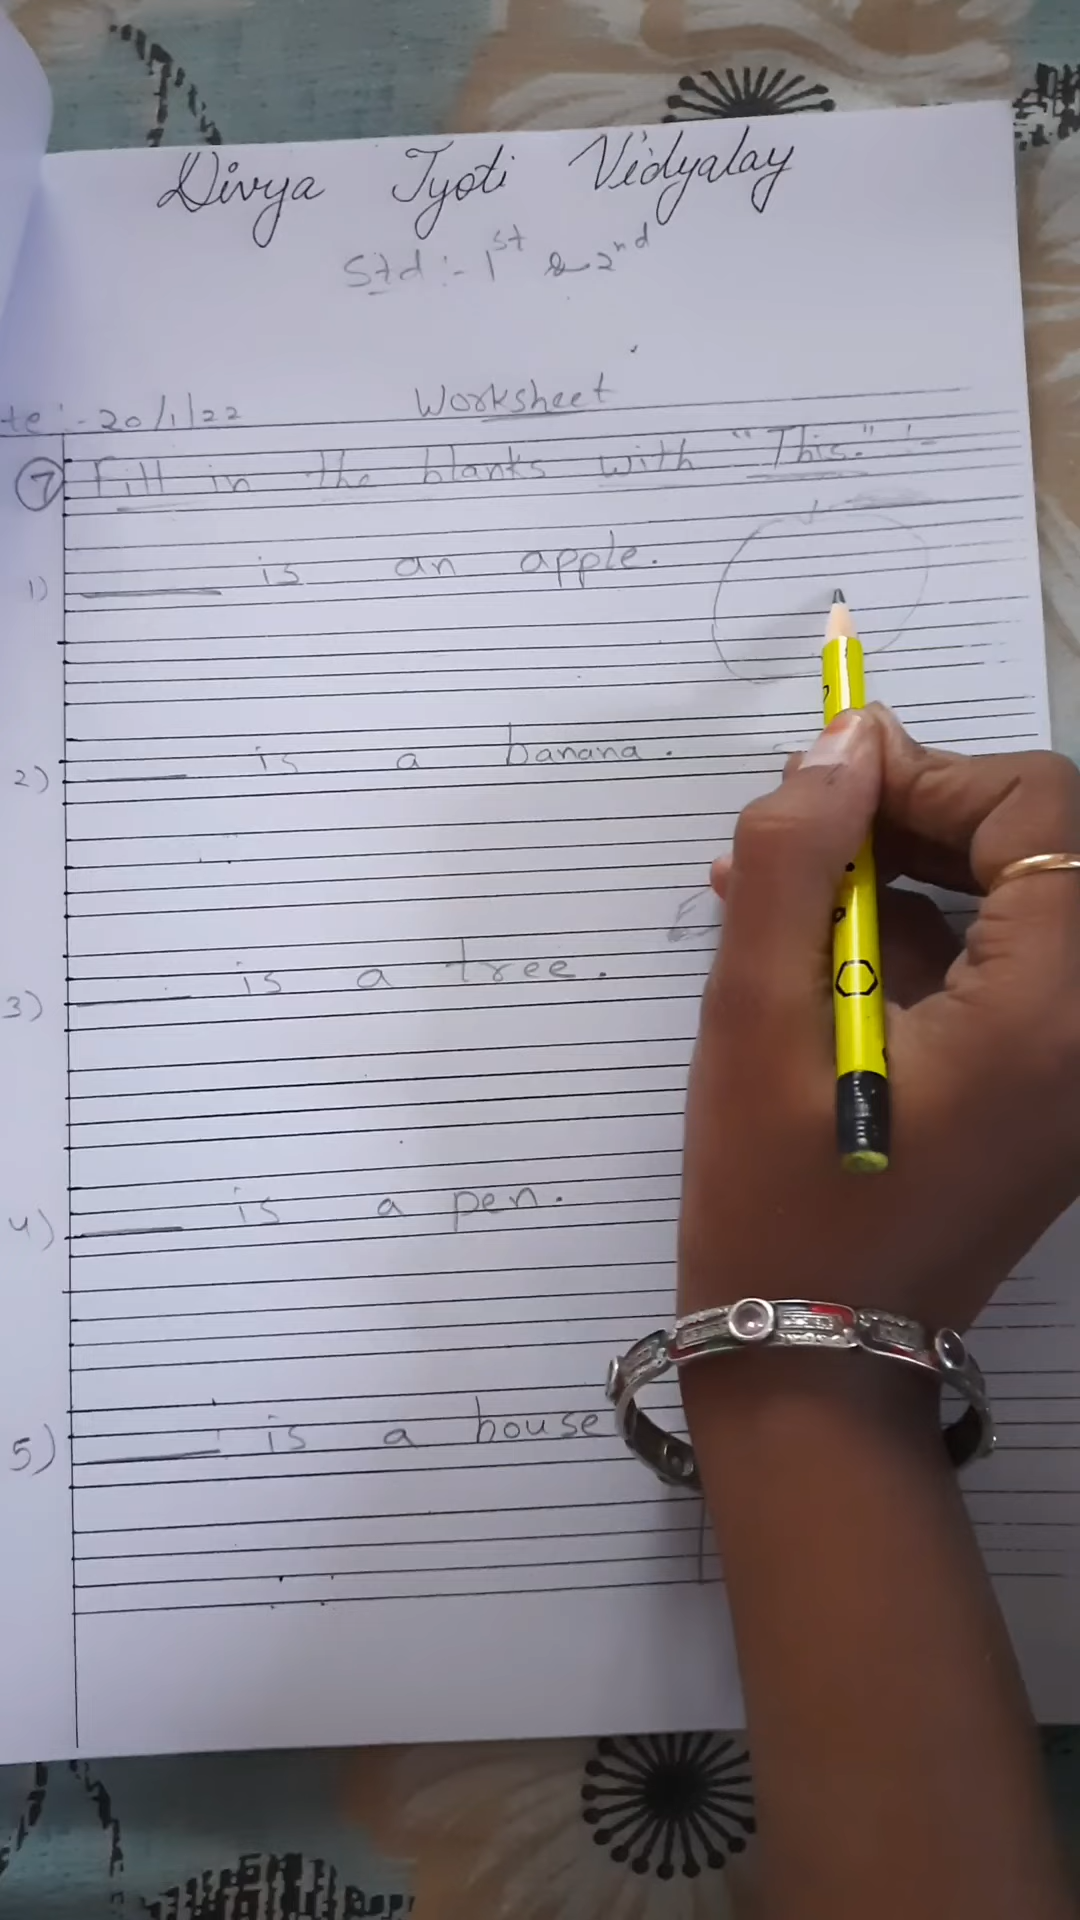 Divya Jyoti Vidyalay
Std :- 1st & 2nd
Worksheet
te :- 20/1/22
7 Fill in the blanks with "This." :-
1) ____ is an apple.
2) ____ is a banana.
3) ____ is a tree.
4) ____ is a pen.
5) ____ is a house